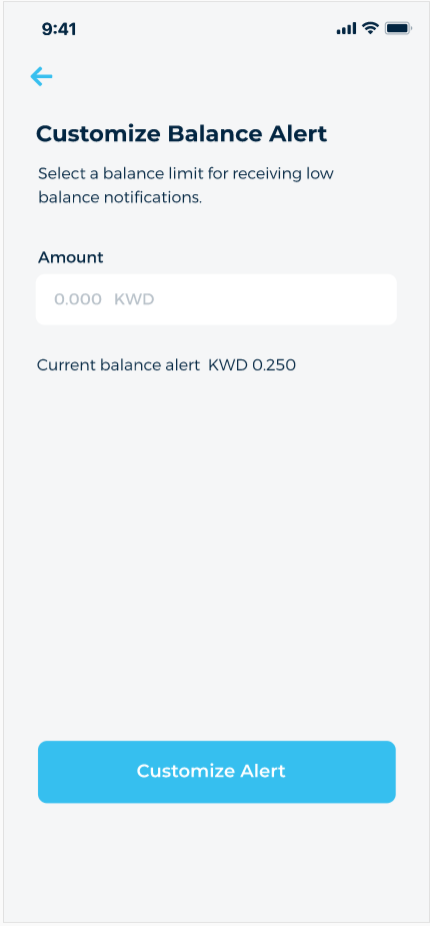 9:41
Customize Balance Alert
Select a balance limit for receiving low
balance notifications.
Amount
0.000 KWD
Current balance alert KWD 0.250
Customize Alert